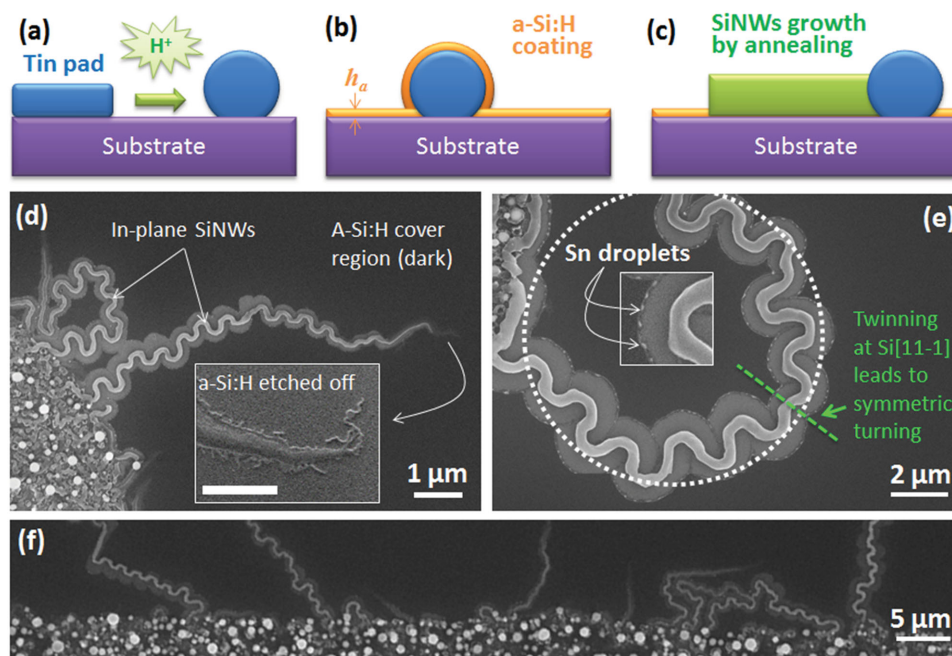 (a)
H+
Tin pad
Substrate
(b)
a-Si:H
coating
ha
Substrate
(c)
SiNWs growth
by annealing
Substrate
(d)
In-plane SiNWs
A-Si:H cover
region (dark)
a-Si:H etched off
1 μm
(e)
Sn droplets
Twinning
at Si[11-1]
leads to
symmetric
turning
2 μm
(f)
5 μm